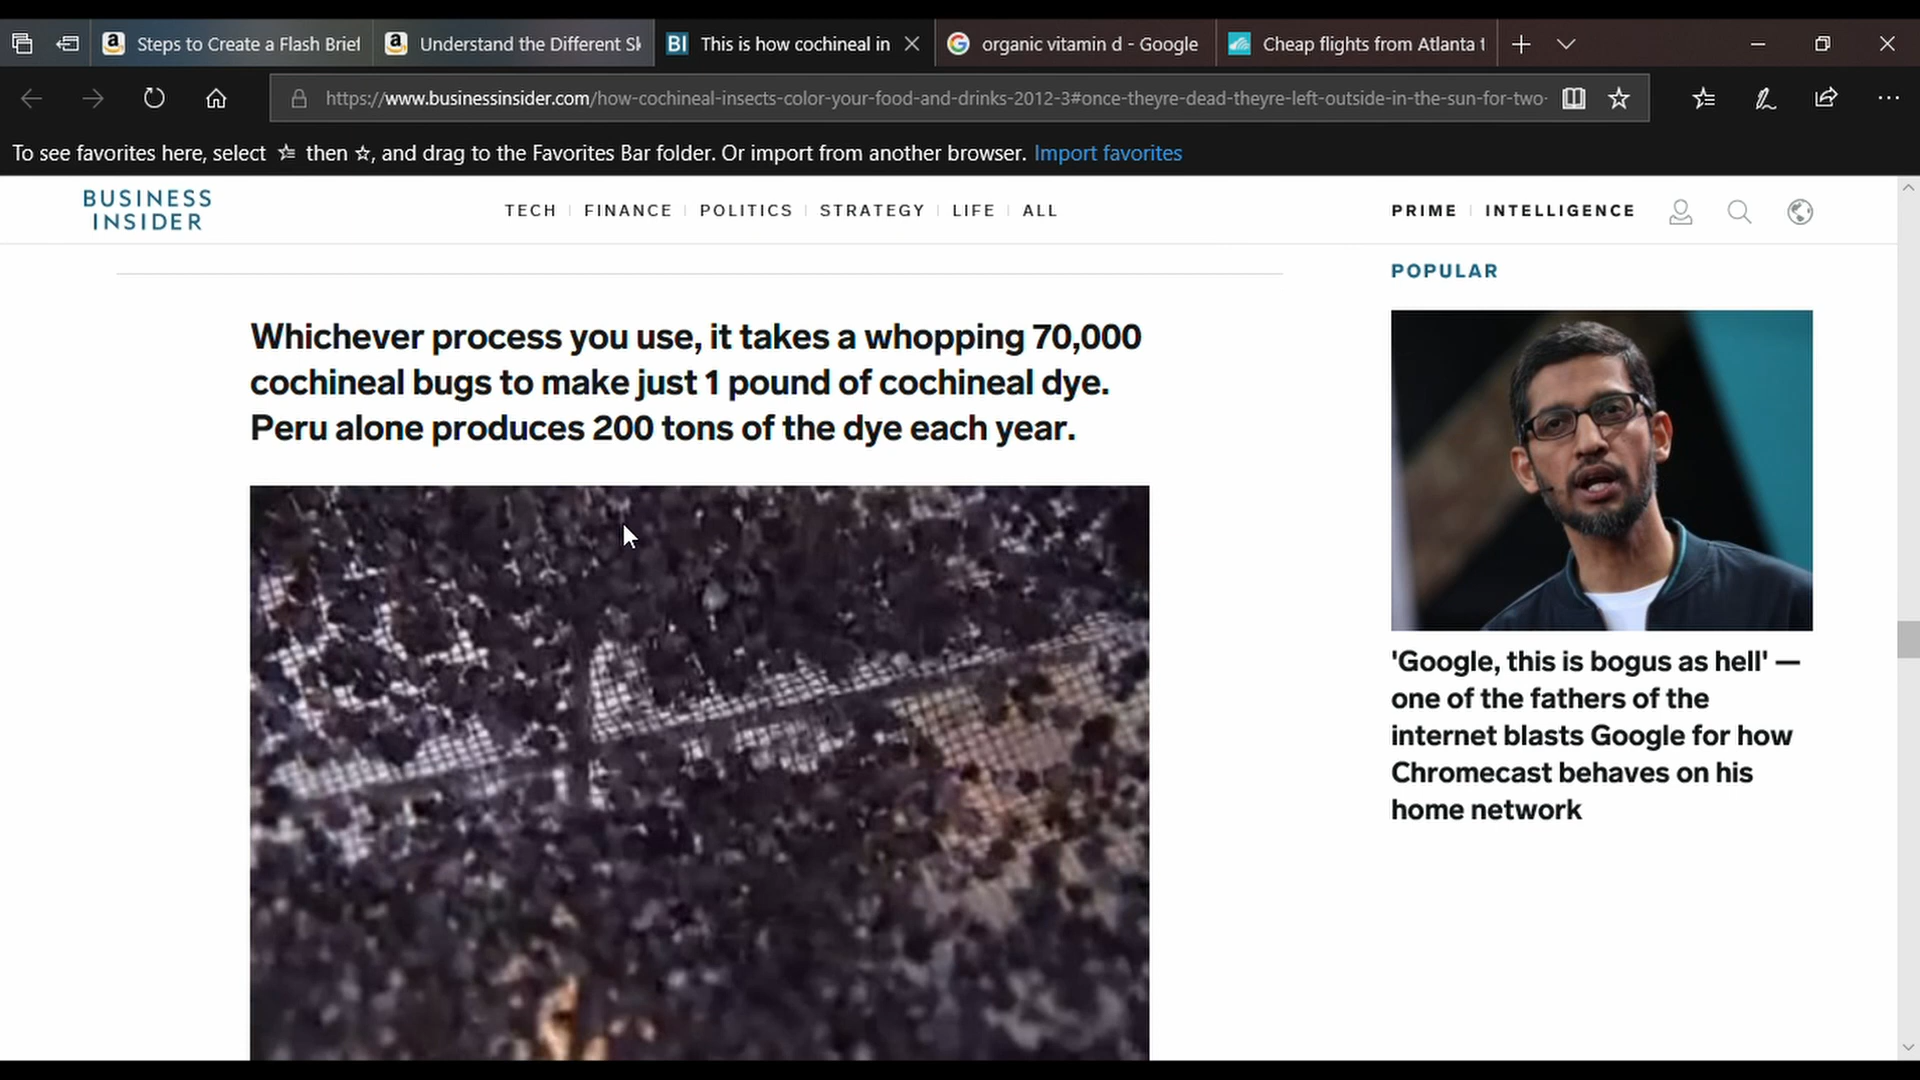 Steps to Create a Flash Brief
Understand the Different Sk
BI This is how cochineal in
organic vitamin d - Google
Cheap flights from Atlanta t
https://www.businessinsider.com/how-cochineal-insects-color-your-food-and-drinks-2012-3#once-theyre-dead-theyre-left-outside-in-the-sun-for-two-
To see favorites here, select then , and drag to the Favorites Bar folder. Or import from another browser. Import favorites
BUSINESS
INSIDER
TECH | FINANCE | POLITICS | STRATEGY | LIFE | ALL
PRIME | INTELLIGENCE
Whichever process you use, it takes a whopping 70,000
cochineal bugs to make just 1 pound of cochineal dye.
Peru alone produces 200 tons of the dye each year.
POPULAR
'Google, this is bogus as hell' —
one of the fathers of the
internet blasts Google for how
Chromecast behaves on his
home network